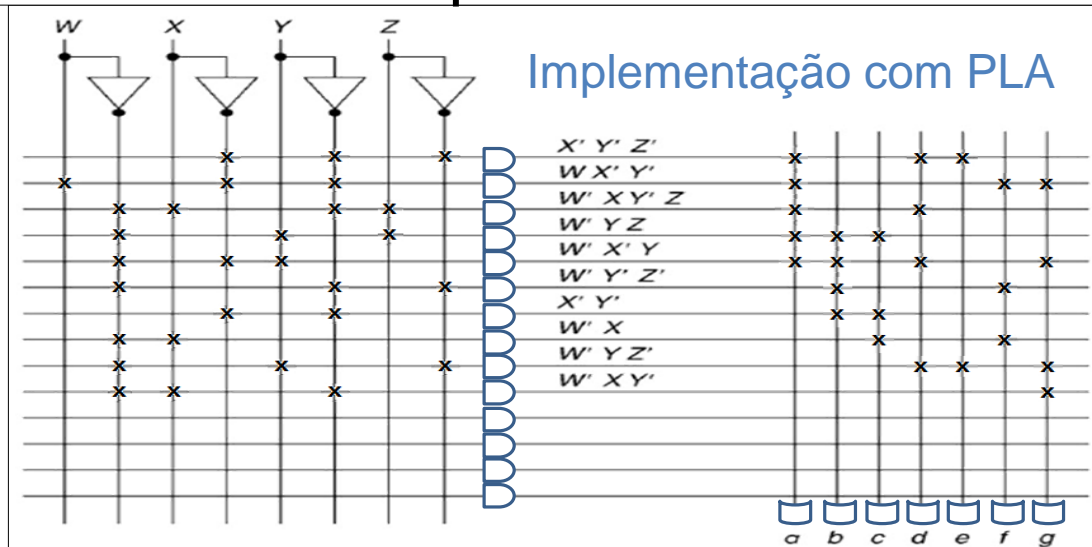 W X Y Z
Implementação com PLA
X' Y' Z'
W X' Y'
W' X Y' Z
W' Y Z
W' X' Y
W' Y' Z'
X' Y'
W' X
W' Y Z'
W' X Y'
a b c d e f g